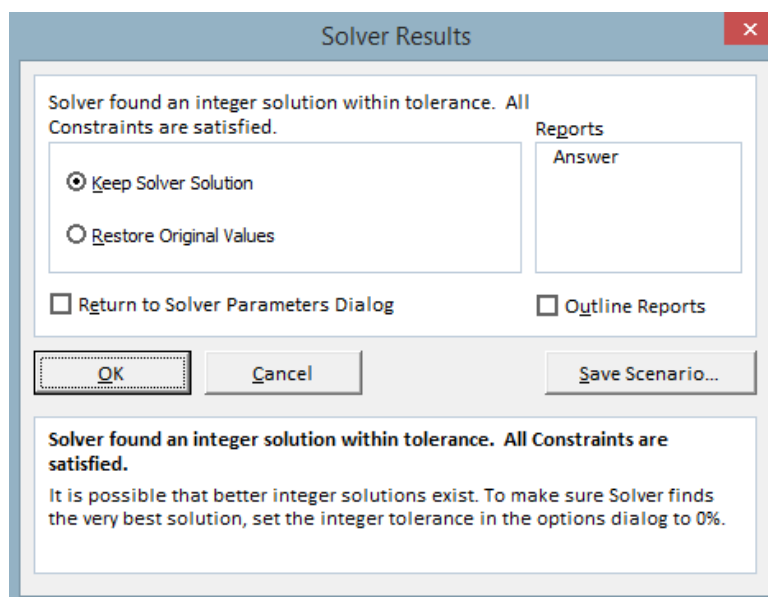 Solver Results
Solver found an integer solution within tolerance.  All
Constraints are satisfied.
Reports
Answer
Keep Solver Solution
Restore Original Values
Return to Solver Parameters Dialog
Outline Reports
OK
Cancel
Save Scenario...
Solver found an integer solution within tolerance.  All Constraints are
satisfied.
It is possible that better integer solutions exist. To make sure Solver finds
the very best solution, set the integer tolerance in the options dialog to 0%.